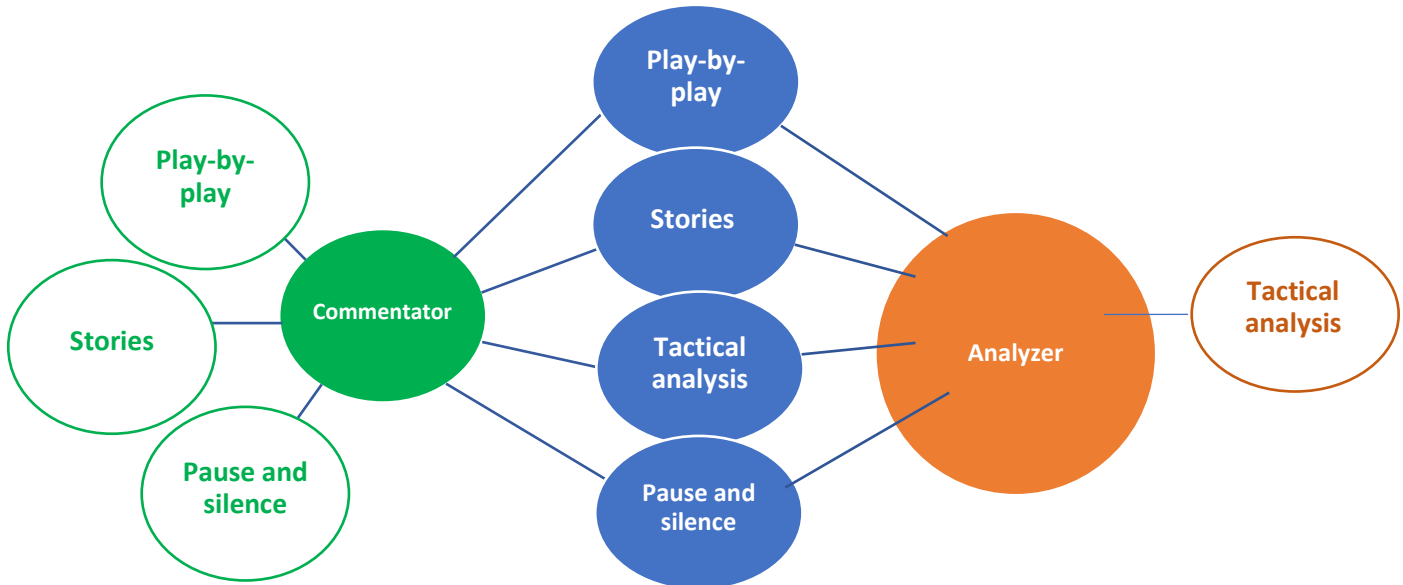 Play-by-
play
Stories
Pause and
silence
Commentator
Play-by-
play
Stories
Tactical
analysis
Pause and
silence
Analyzer
Tactical
analysis